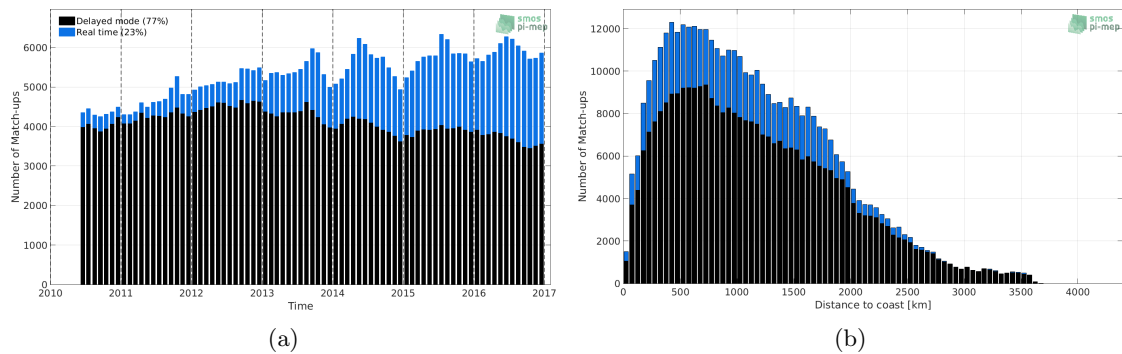 Delayed mode (77%)
Real time (23%)
smos
pi-mep
Number of Match-ups
6000
5000
4000
3000
2000
1000
0
2010 2011 2012 2013 2014 2015 2016 2017
Time
(a)
smos
pi-mep
Number of Match-ups
12000
10000
8000
6000
4000
2000
0
0 500 1000 1500 2000 2500 3000 3500 4000
Distance to coast [km]
(b)